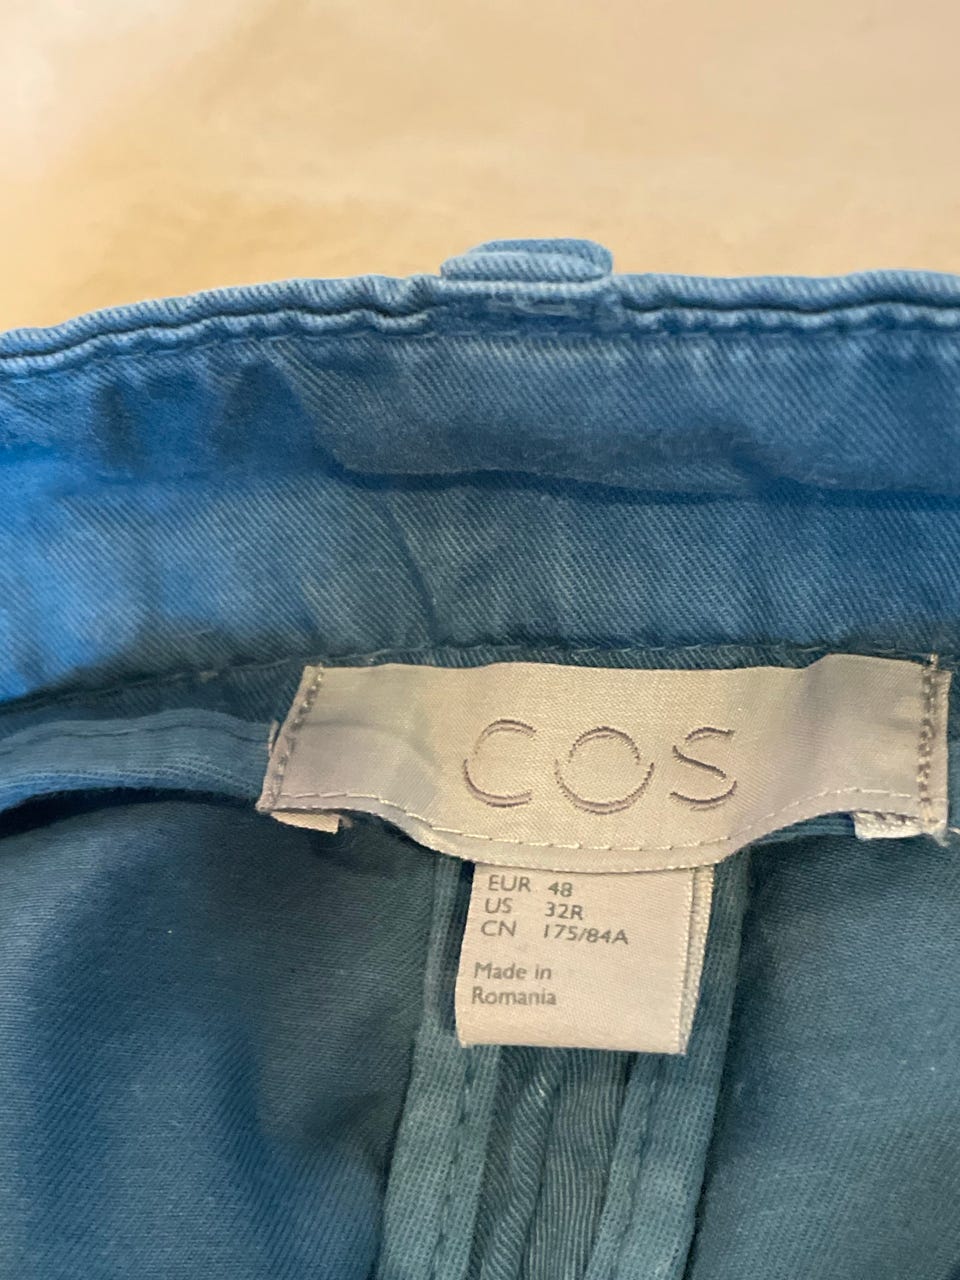 COS
EUR 48
US 32R
CN 175/84A
Made in
Romania